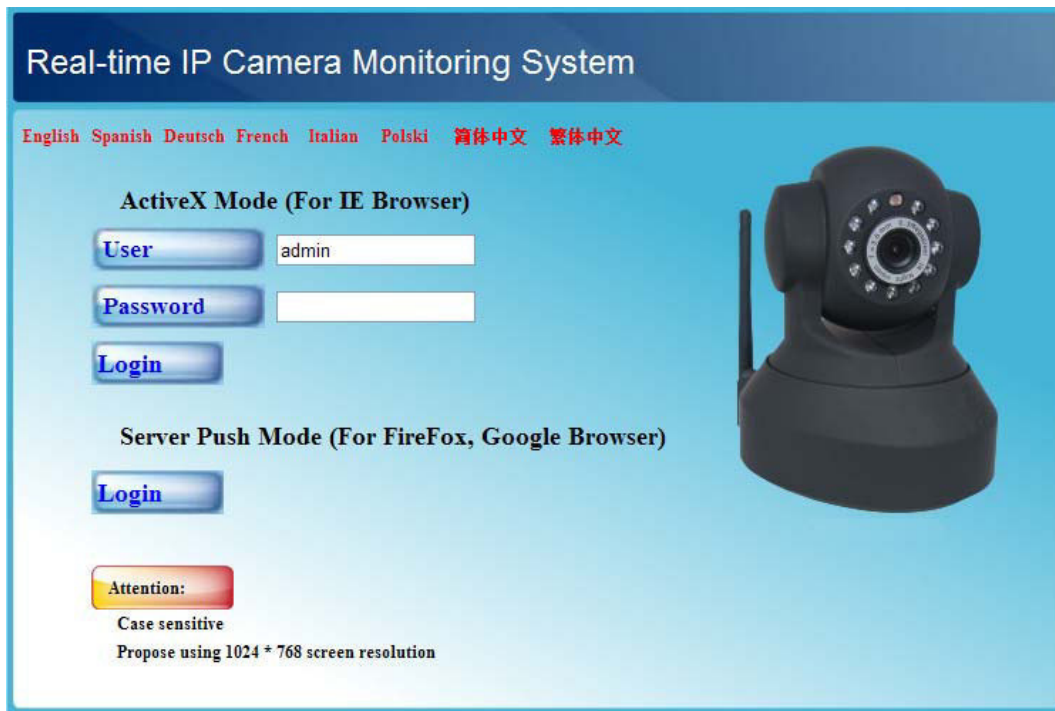 Real-time IP Camera Monitoring System
English Spanish Deutsch French Italian Polski 简体中文 繁体中文
ActiveX Mode (For IE Browser)
User admin
Password
Login
Server Push Mode (For FireFox, Google Browser)
Login
Attention:
Case sensitive
Propose using 1024 * 768 screen resolution